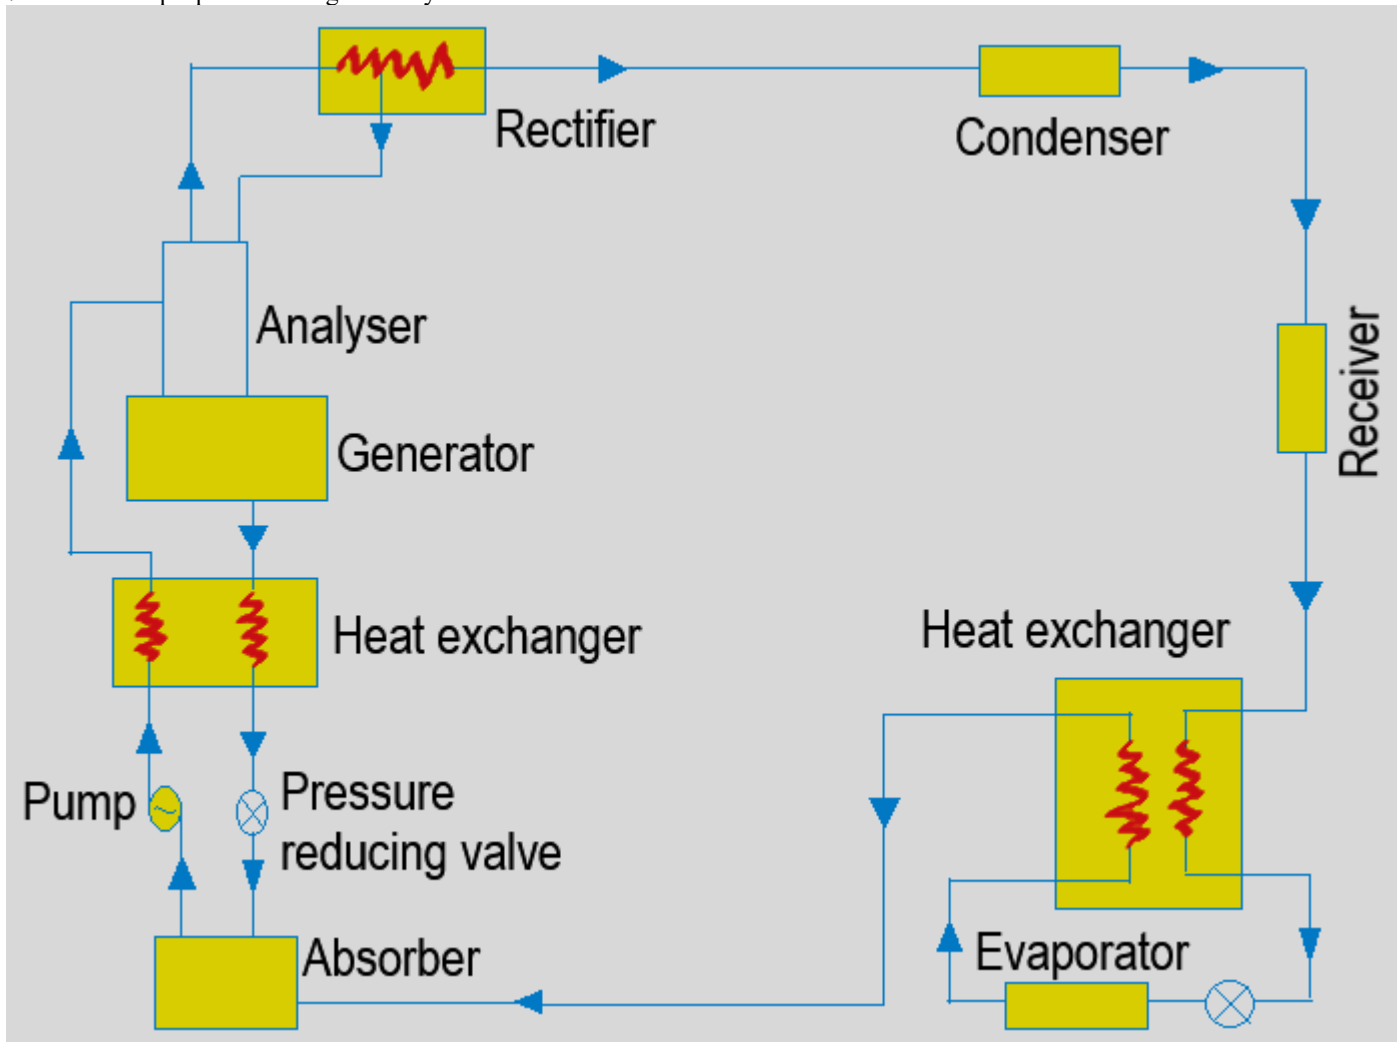 Rectifier
Condenser
Analyser
Receiver
Generator
Heat exchanger
Heat exchanger
Pump
Pressure
reducing valve
Absorber
Evaporator